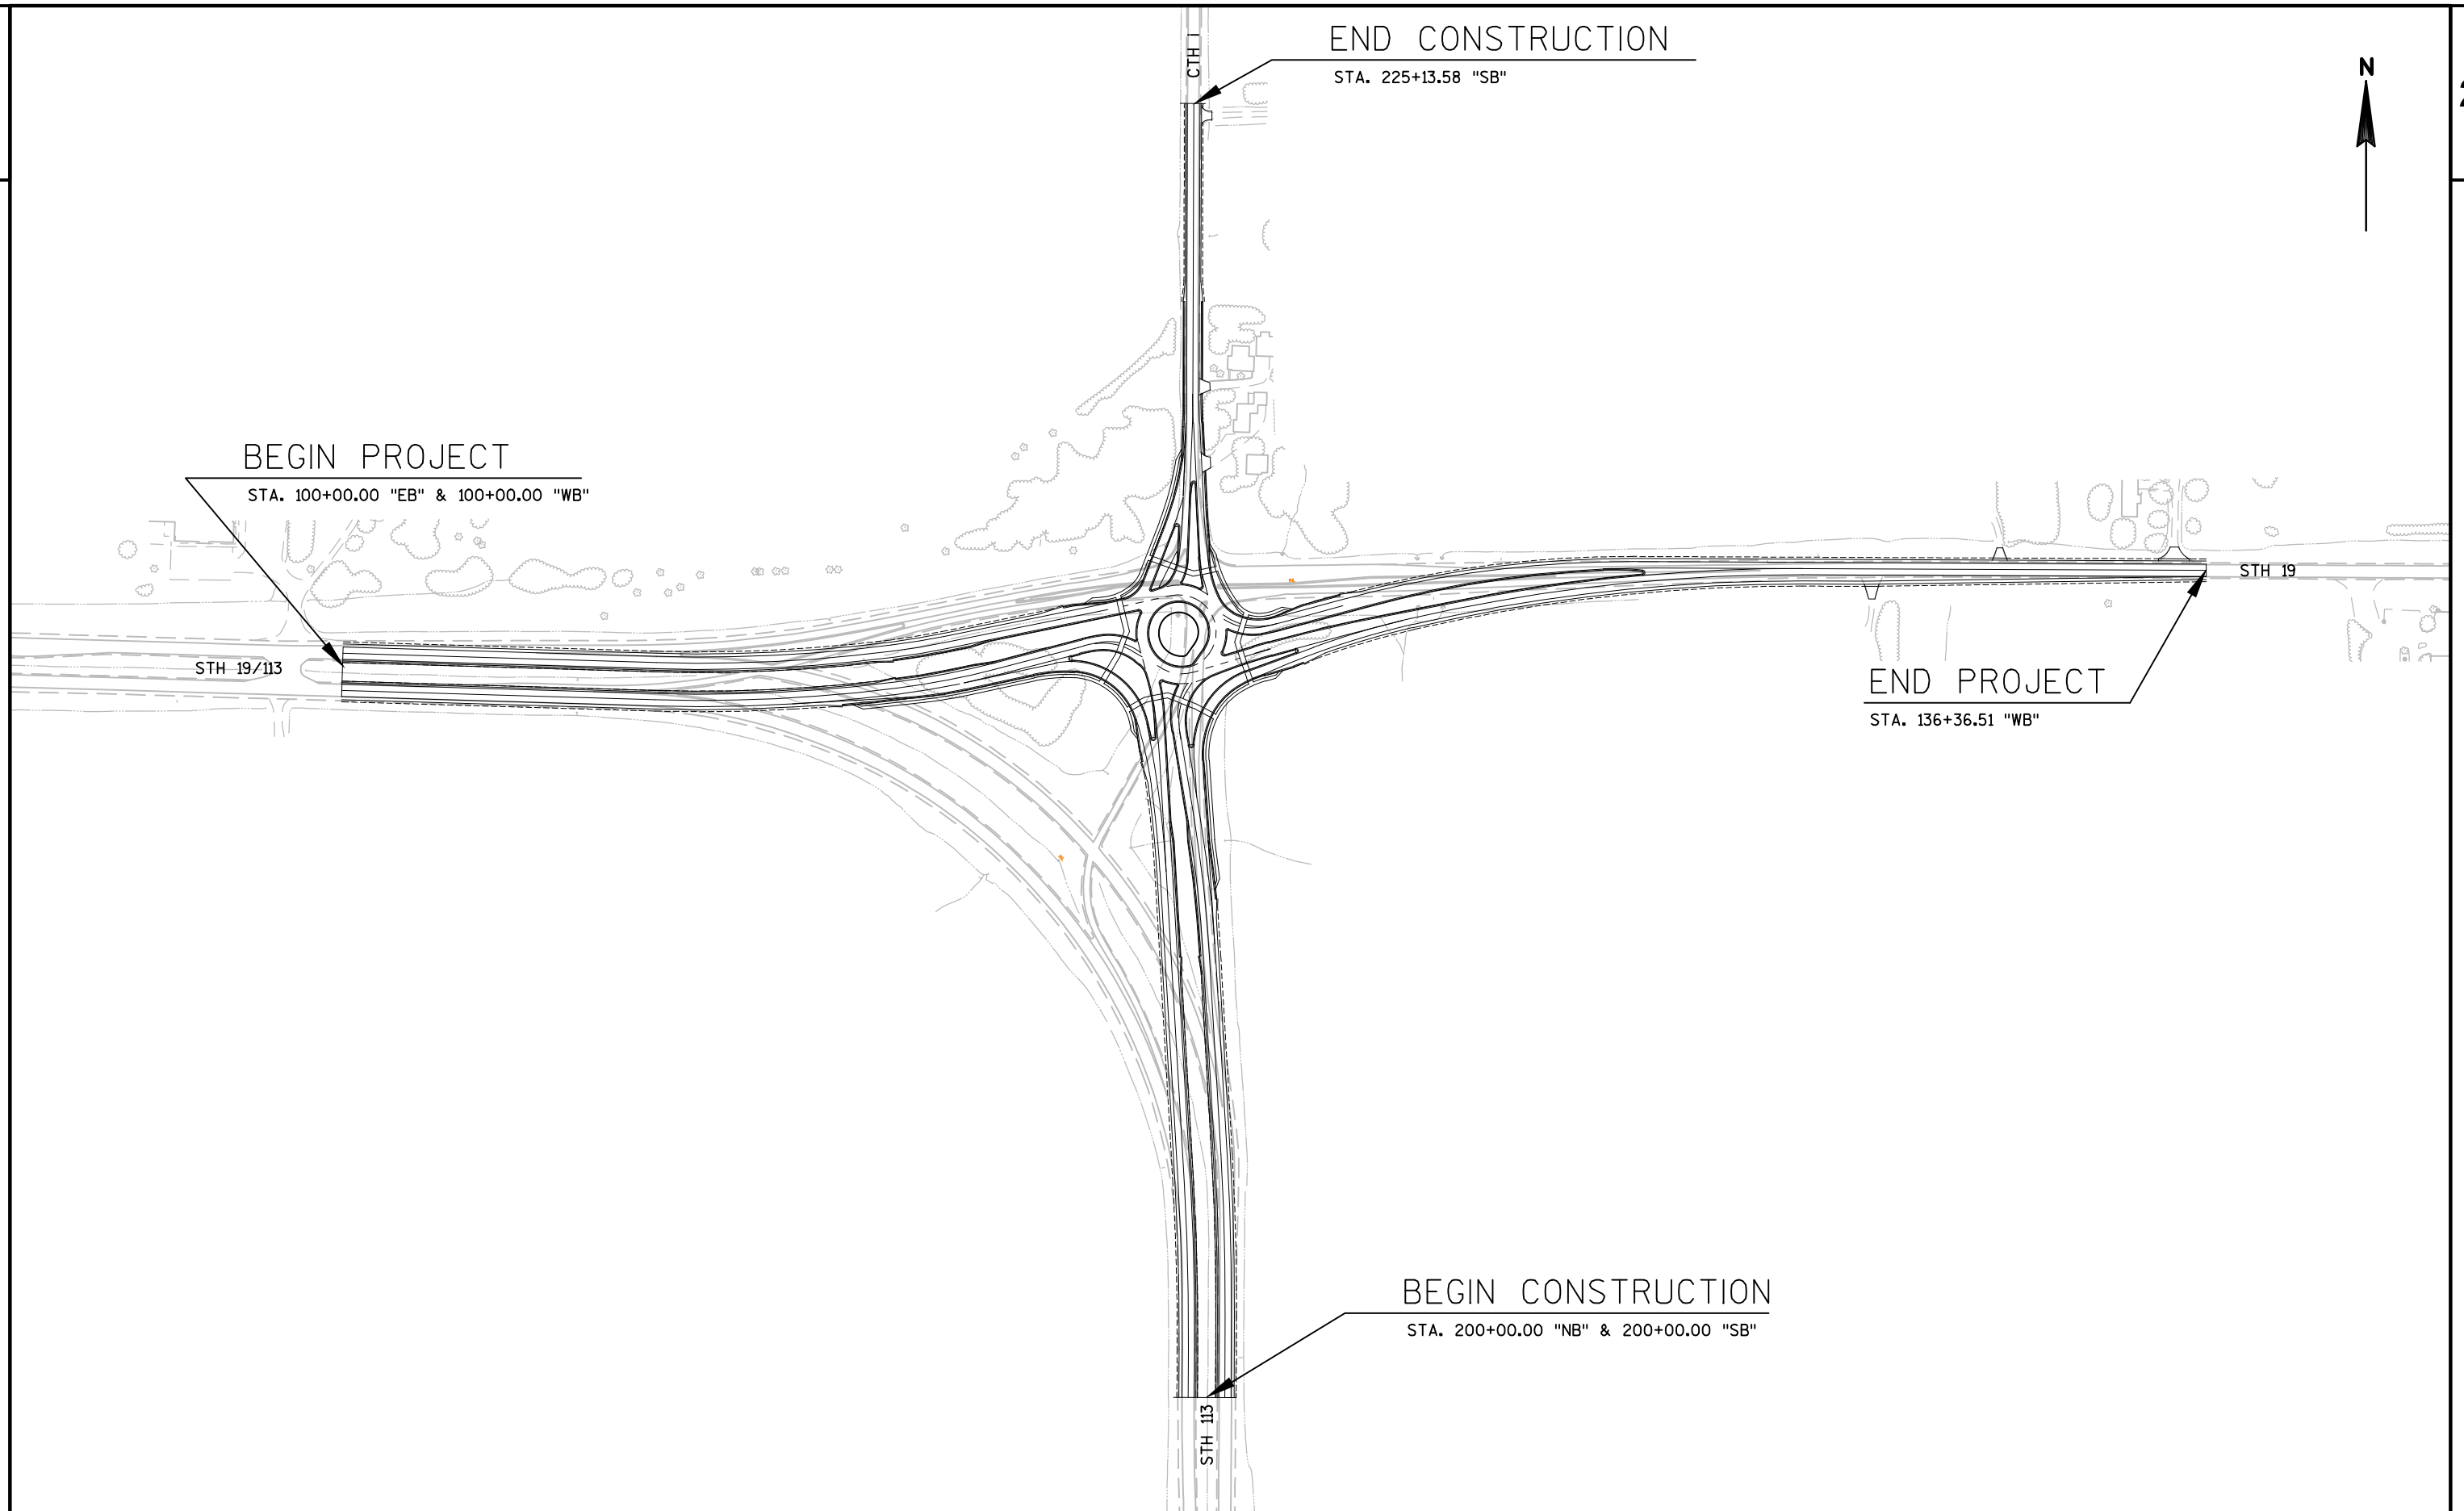 CTH I
END CONSTRUCTION
STA. 225+13.58 "SB"
N
2
BEGIN PROJECT
STA. 100+00.00 "EB" & 100+00.00 "WB"
STH 19/113
STH 19
END PROJECT
STA. 136+36.51 "WB"
BEGIN CONSTRUCTION
STA. 200+00.00 "NB" & 200+00.00 "SB"
STH 113